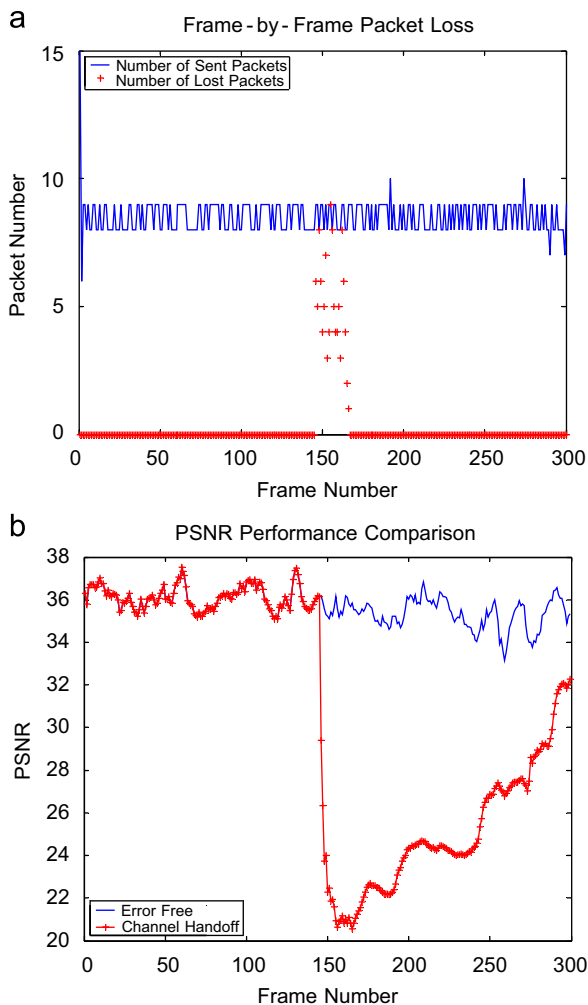 a
Frame-by-Frame Packet Loss
15
Number of Sent Packets
Number of Lost Packets
10
Packet Number
5
0
0 50 100 150 200 250 300
Frame Number
b
PSNR Performance Comparison
38
36
34
32
30
PSNR
28
26
24
22
Error Free
Channel Handoff
20
0 50 100 150 200 250 300
Frame Number